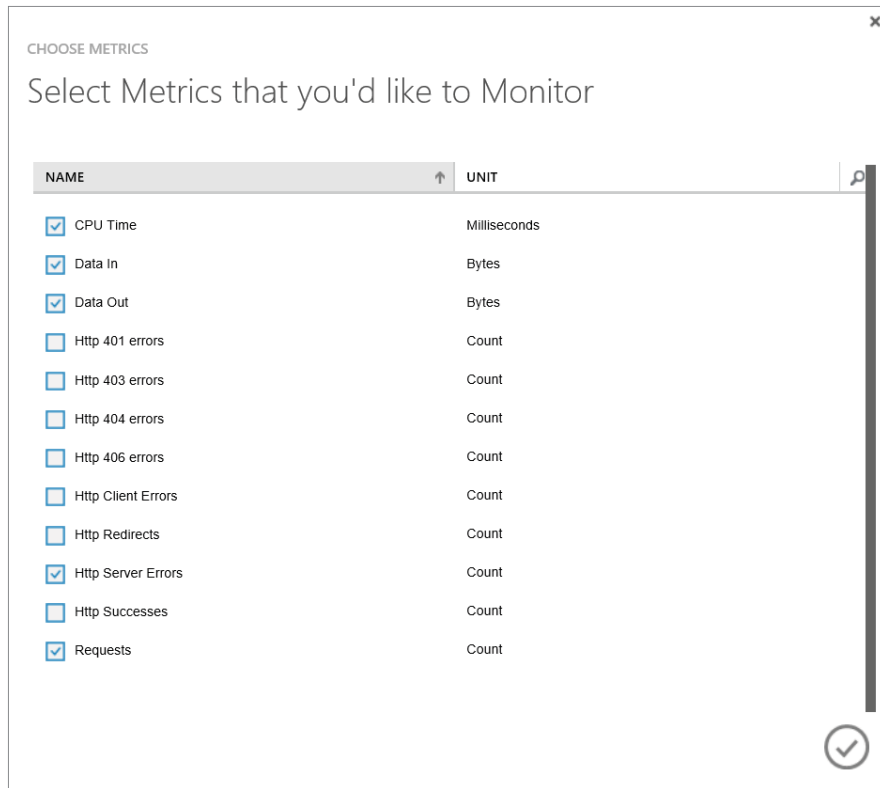 CHOOSE METRICS
Select Metrics that you'd like to Monitor
NAME UNIT
CPU Time Milliseconds
Data In Bytes
Data Out Bytes
Http 401 errors Count
Http 403 errors Count
Http 404 errors Count
Http 406 errors Count
Http Client Errors Count
Http Redirects Count
Http Server Errors Count
Http Successes Count
Requests Count